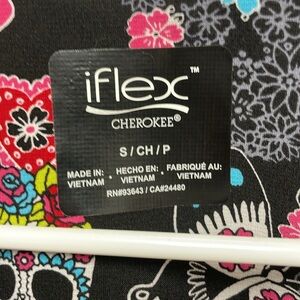 iflex™
CHEROKEE®
S / CH / P
MADE IN: HECHO EN: FABRIQUÉ AU:
VIETNAM • VIETNAM • VIETNAM
RN#93643 / CA#24480